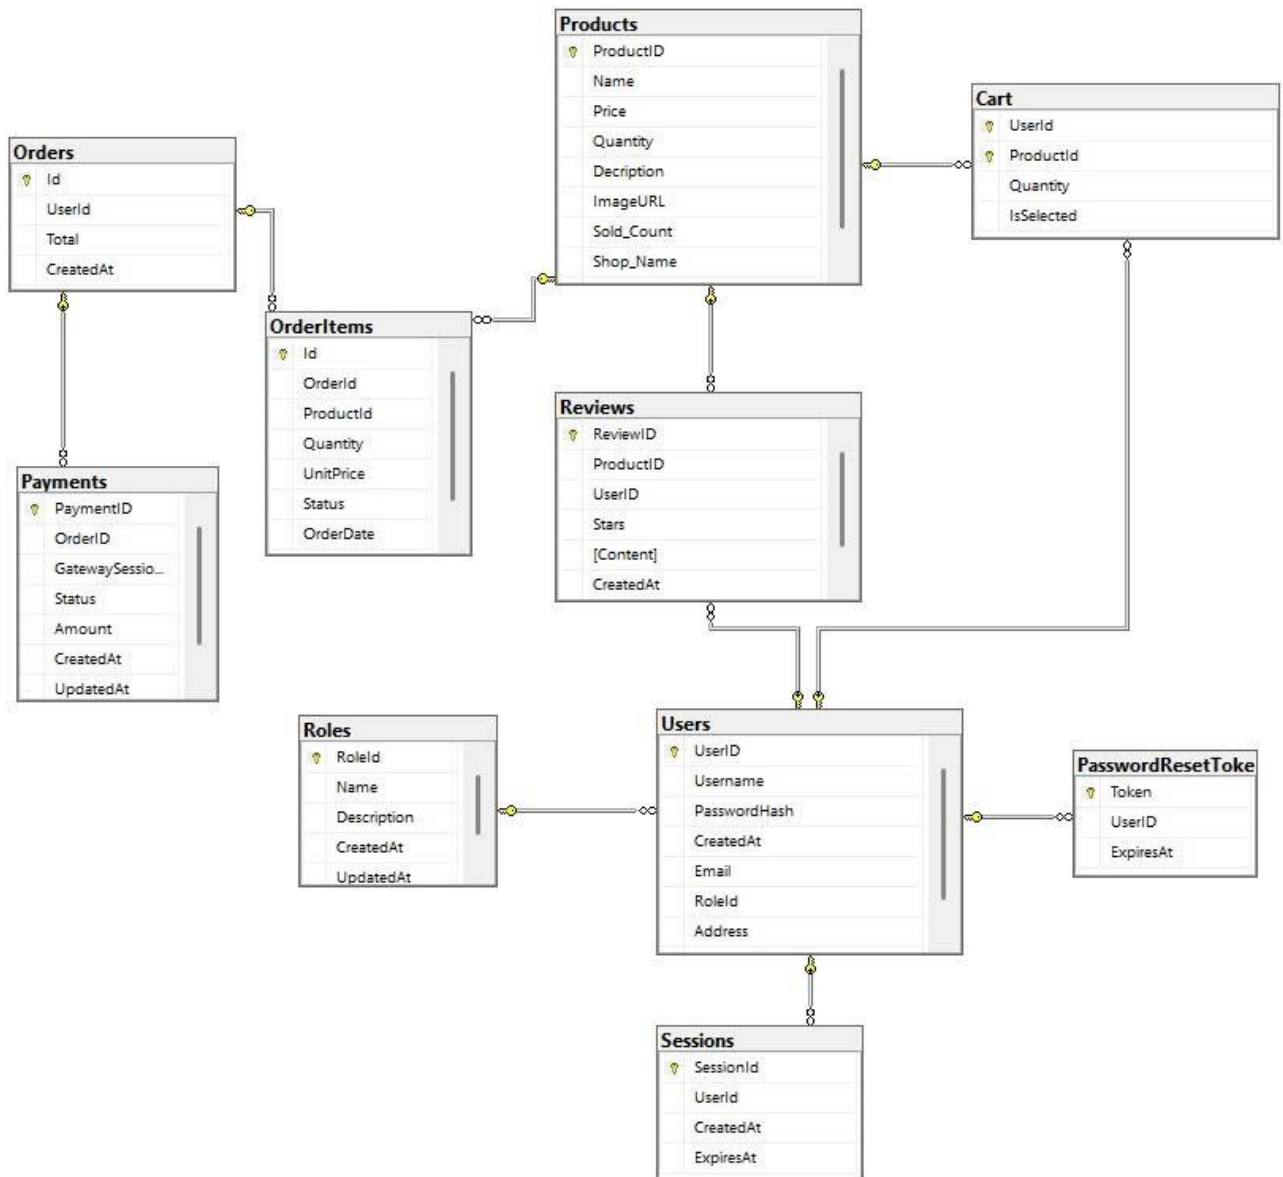 Products
ProductID
Name
Price
Quantity
Decription
ImageURL
Sold_Count
Shop_Name
Cart
UserId
ProductId
Quantity
IsSelected
Orders
Id
UserId
Total
CreatedAt
OrderItems
Id
OrderId
ProductId
Quantity
UnitPrice
Status
OrderDate
Reviews
ReviewID
ProductID
UserID
Stars
[Content]
CreatedAt
Payments
PaymentID
OrderID
GatewaySessio...
Status
Amount
CreatedAt
UpdatedAt
Roles
RoleId
Name
Description
CreatedAt
UpdatedAt
Users
UserID
Username
PasswordHash
CreatedAt
Email
RoleId
Address
PasswordResetToke
Token
UserID
ExpiresAt
Sessions
SessionId
UserId
CreatedAt
ExpiresAt